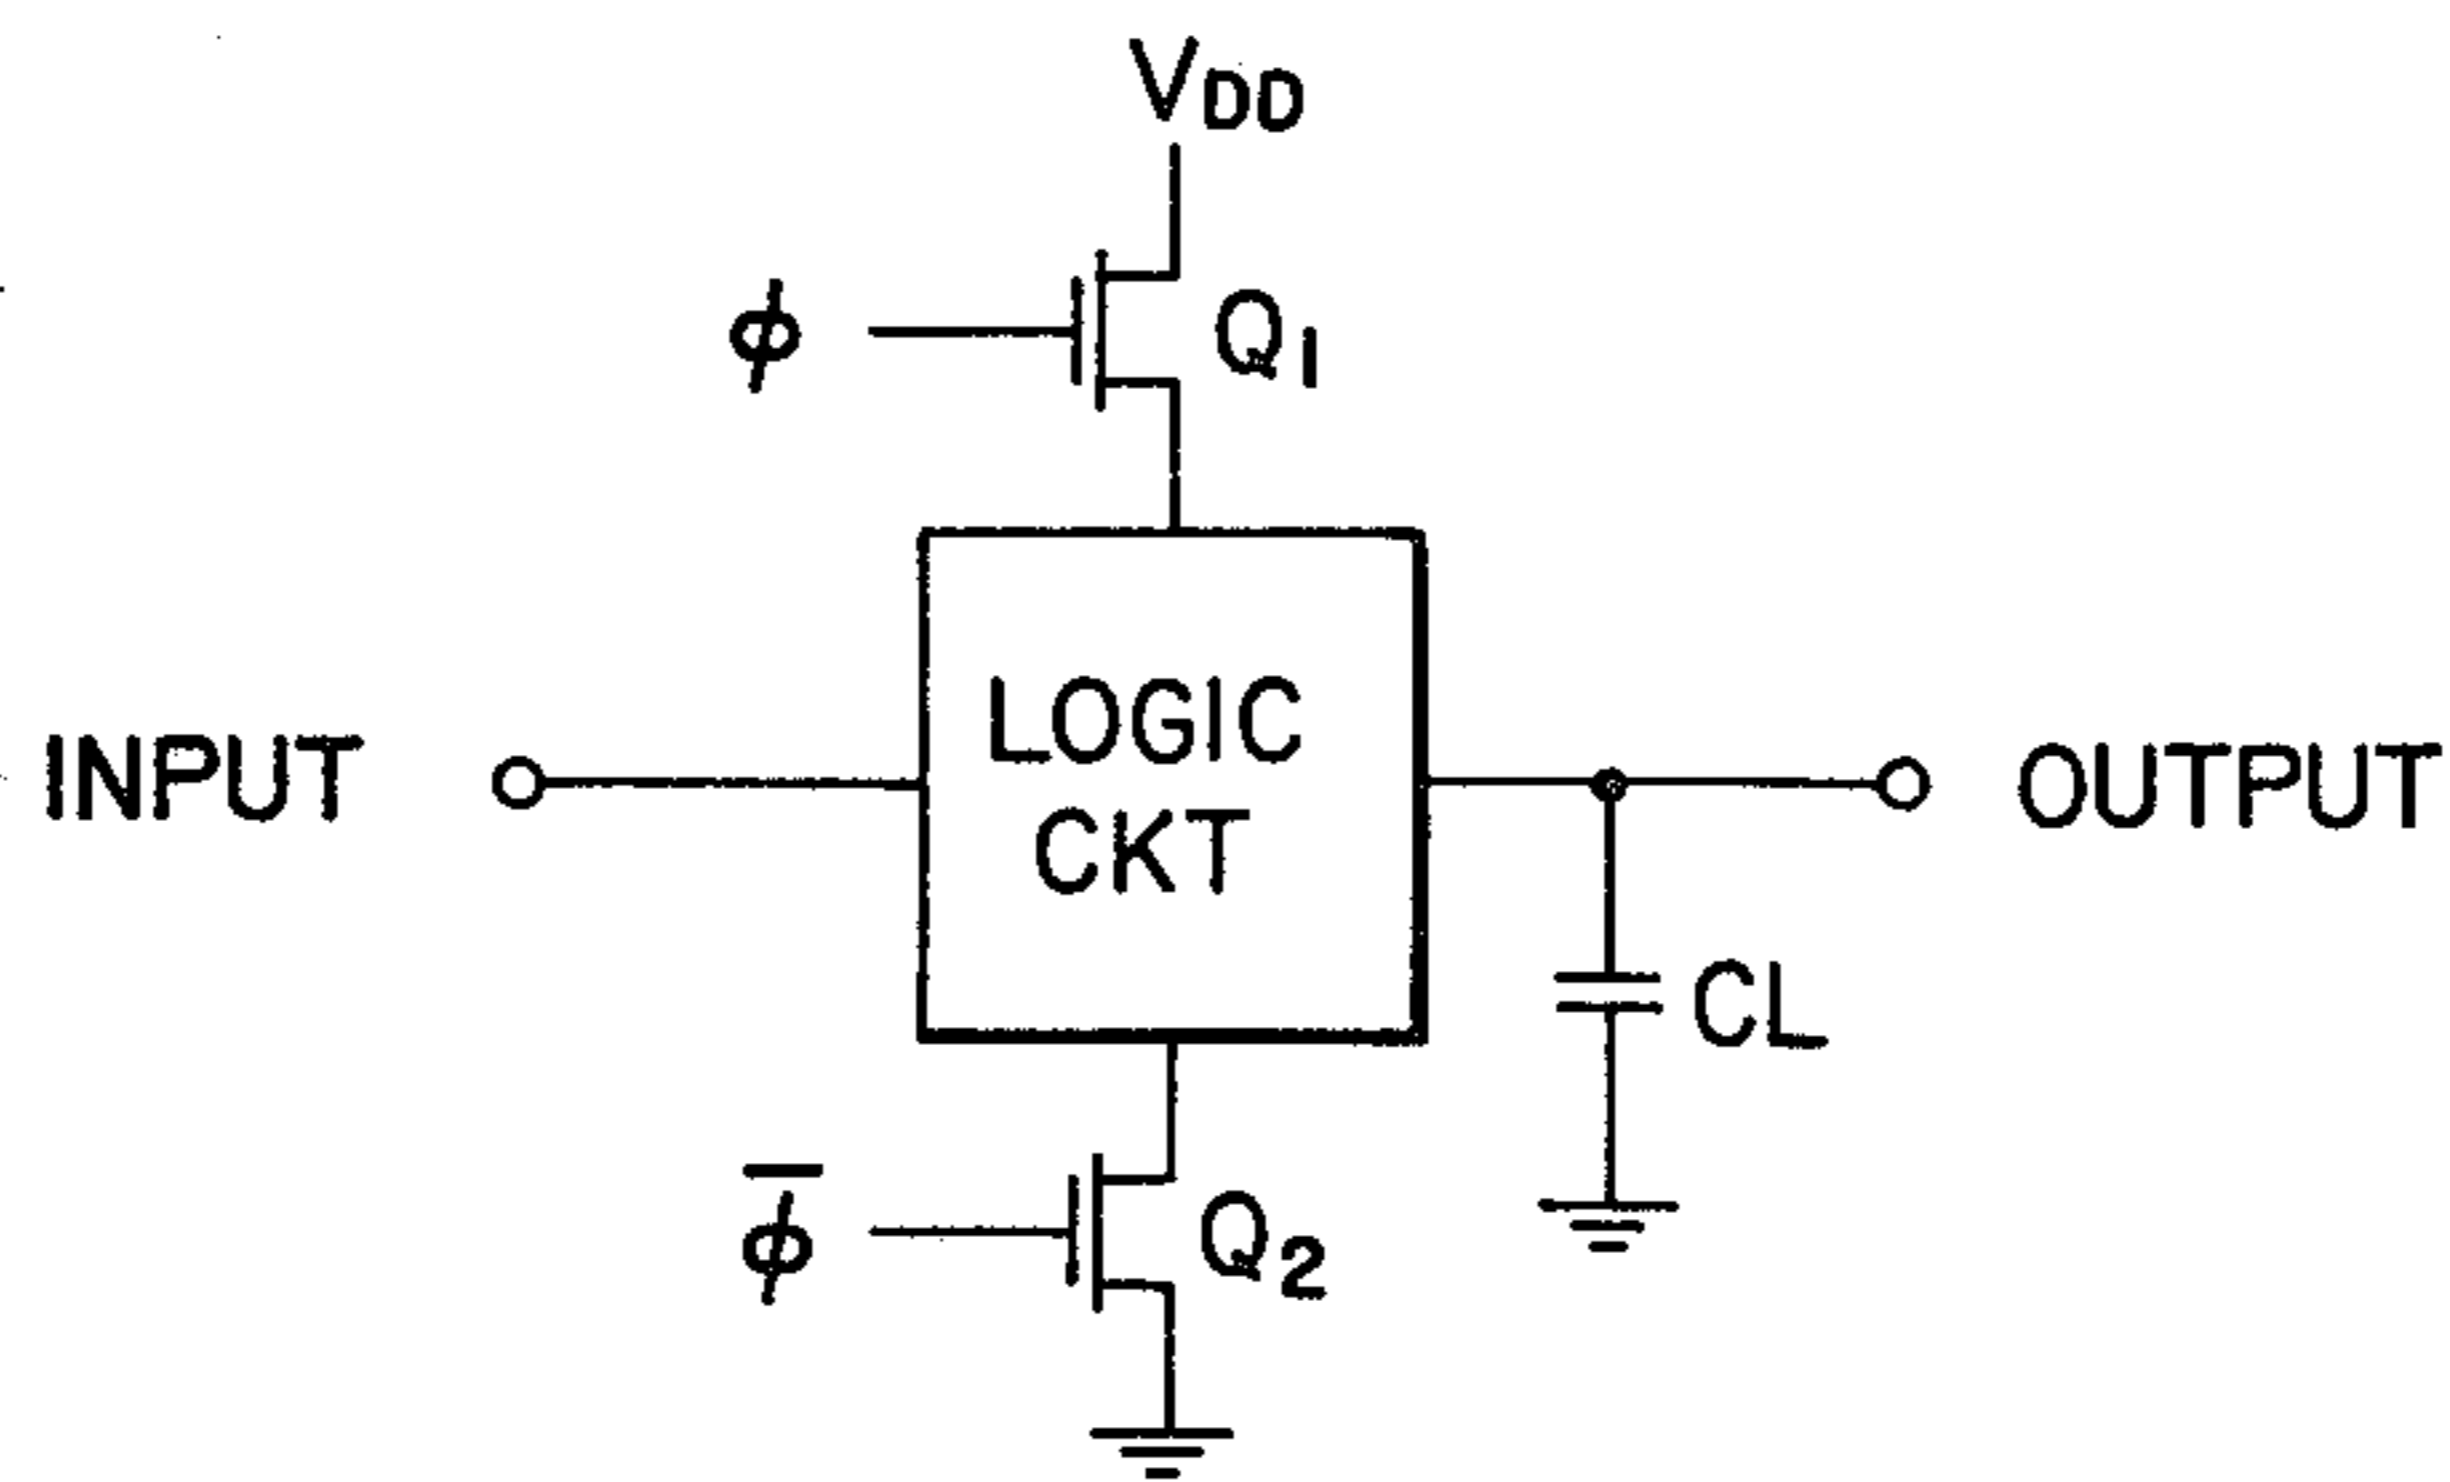 VDD
ϕ
Q1
LOGIC
CKT
INPUT
OUTPUT
CL
ϕ̅
Q2